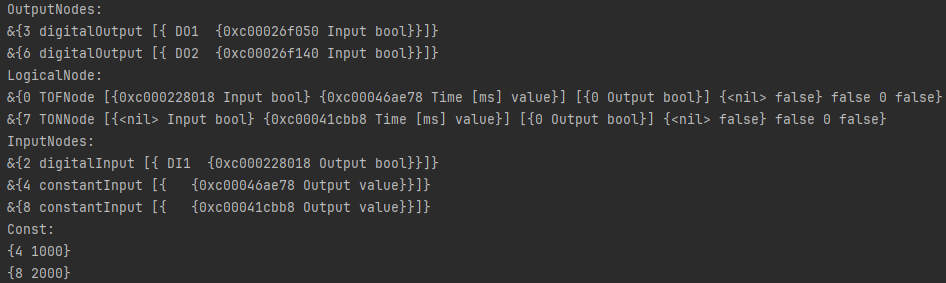 OutputNodes:
&{3 digitalOutput [{ DO1  {0xc00026f050 Input bool}}]}
&{6 digitalOutput [{ DO2  {0xc00026f140 Input bool}}]}
LogicalNode:
&{0 TOFNode [{0xc000228018 Input bool} {0xc00046ae78 Time [ms] value}] [{0 Output bool}] {<nil> false} false 0 false}
&{7 TONNode [{<nil> Input bool} {0xc00041cbb8 Time [ms] value}] [{0 Output bool}] {<nil> false} false 0 false}
InputNodes:
&{2 digitalInput [{ DI1  {0xc000228018 Output bool}}]}
&{4 constantInput [{   {0xc00046ae78 Output value}}]}
&{8 constantInput [{   {0xc00041cbb8 Output value}}]}
Const:
{4 1000}
{8 2000}